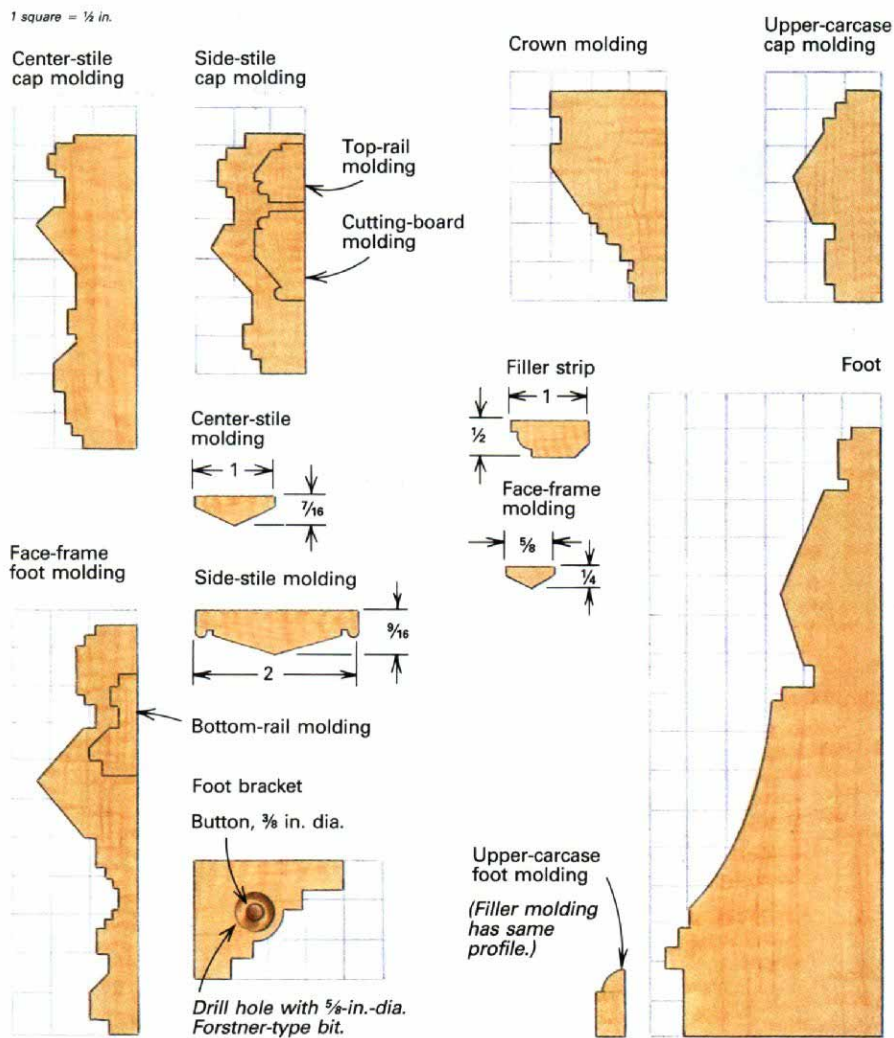 1 square = ½ in.
Center-stile
cap molding
Side-stile
cap molding
Top-rail
molding
Cutting-board
molding
Crown molding
Upper-carcase
cap molding
Center-stile
molding
1
7/16
Filler strip
1
½
Face-frame
molding
⅝
¼
Foot
Face-frame
foot molding
Side-stile molding
9/16
2
Bottom-rail molding
Foot bracket
Button, ⅜ in. dia.
Drill hole with ⅝-in.-dia.
Forstner-type bit.
Upper-carcase
foot molding
(Filler molding
has same
profile.)